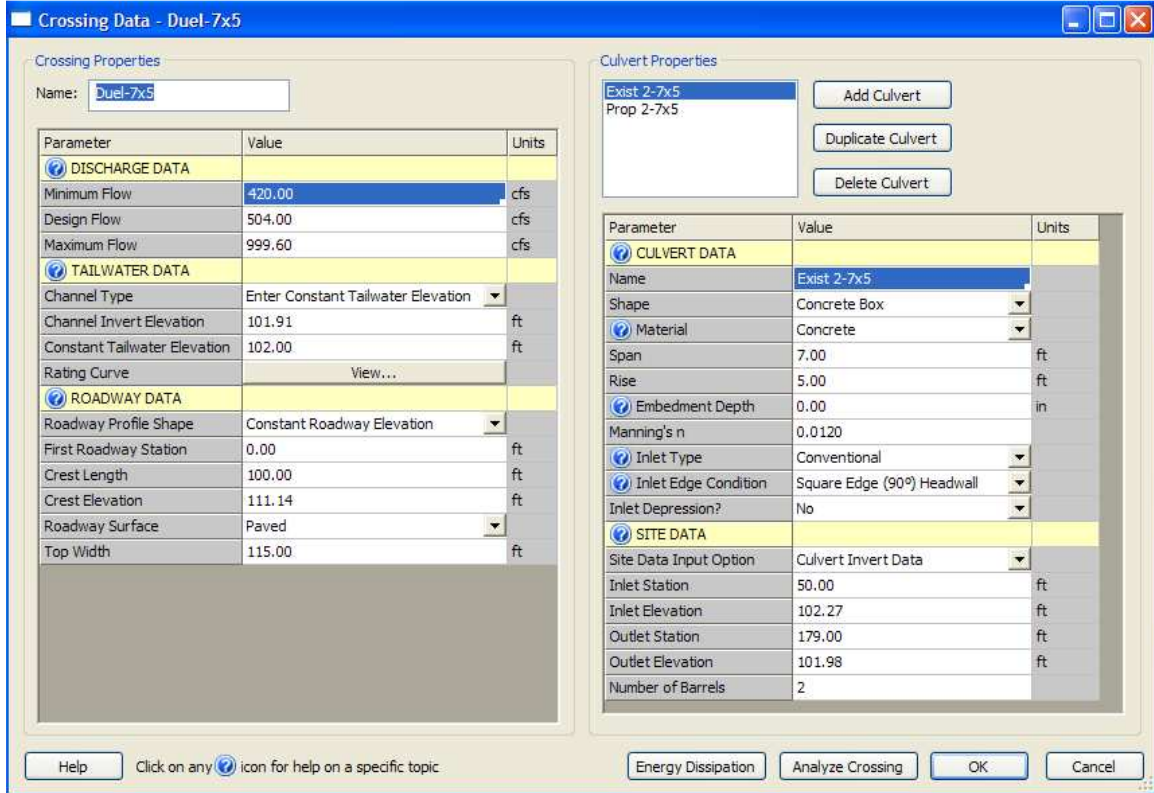 Crossing Data - Duel-7x5
Crossing Properties
Name: Duel-7x5
Parameter Value Units
DISCHARGE DATA
Minimum Flow 420.00 cfs
Design Flow 504.00 cfs
Maximum Flow 999.60 cfs
TAILWATER DATA
Channel Type Enter Constant Tailwater Elevation
Channel Invert Elevation 101.91 ft
Constant Tailwater Elevation 102.00 ft
Rating Curve View...
ROADWAY DATA
Roadway Profile Shape Constant Roadway Elevation
First Roadway Station 0.00 ft
Crest Length 100.00 ft
Crest Elevation 111.14 ft
Roadway Surface Paved
Top Width 115.00 ft
Culvert Properties
Exist 2-7x5
Prop 2-7x5
Add Culvert
Duplicate Culvert
Delete Culvert
Parameter Value Units
CULVERT DATA
Name Exist 2-7x5
Shape Concrete Box
Material Concrete
Span 7.00 ft
Rise 5.00 ft
Embedment Depth 0.00 in
Manning's n 0.0120
Inlet Type Conventional
Inlet Edge Condition Square Edge (90º) Headwall
Inlet Depression? No
SITE DATA
Site Data Input Option Culvert Invert Data
Inlet Station 50.00 ft
Inlet Elevation 102.27 ft
Outlet Station 179.00 ft
Outlet Elevation 101.98 ft
Number of Barrels 2
Help Click on any ? icon for help on a specific topic Energy Dissipation Analyze Crossing OK Cancel